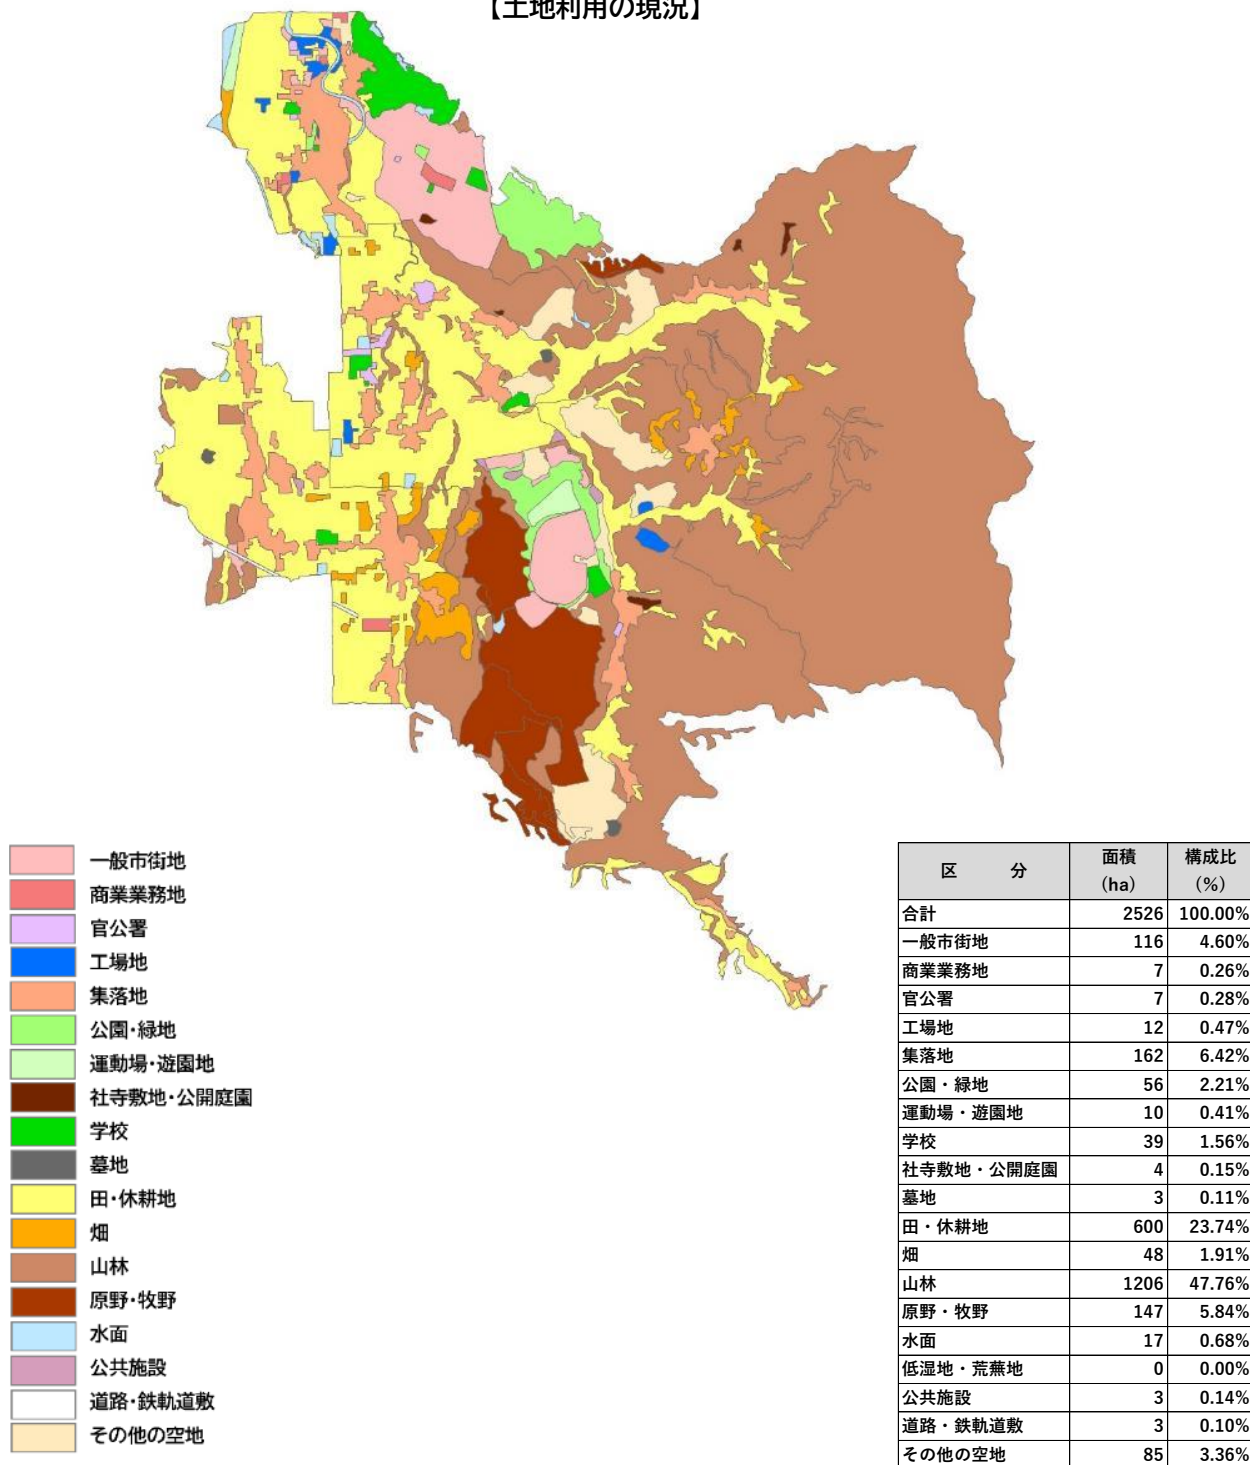 【土地利用の現況】
一般市街地
商業業務地
官公署
工場地
集落地
公園・緑地
運動場・遊園地
社寺敷地・公開庭園
学校
墓地
田・休耕地
畑
山林
原野・牧野
水面
公共施設
道路・鉄軌道敷
その他の空地
区 分 面積 (ha) 構成比 (%)
合計 2526 100.00%
一般市街地 116 4.60%
商業業務地 7 0.26%
官公署 7 0.28%
工場地 12 0.47%
集落地 162 6.42%
公園・緑地 56 2.21%
運動場・遊園地 10 0.41%
学校 39 1.56%
社寺敷地・公開庭園 4 0.15%
墓地 3 0.11%
田・休耕地 600 23.74%
畑 48 1.91%
山林 1206 47.76%
原野・牧野 147 5.84%
水面 17 0.68%
低湿地・荒蕪地 0 0.00%
公共施設 3 0.14%
道路・鉄軌道敷 3 0.10%
その他の空地 85 3.36%